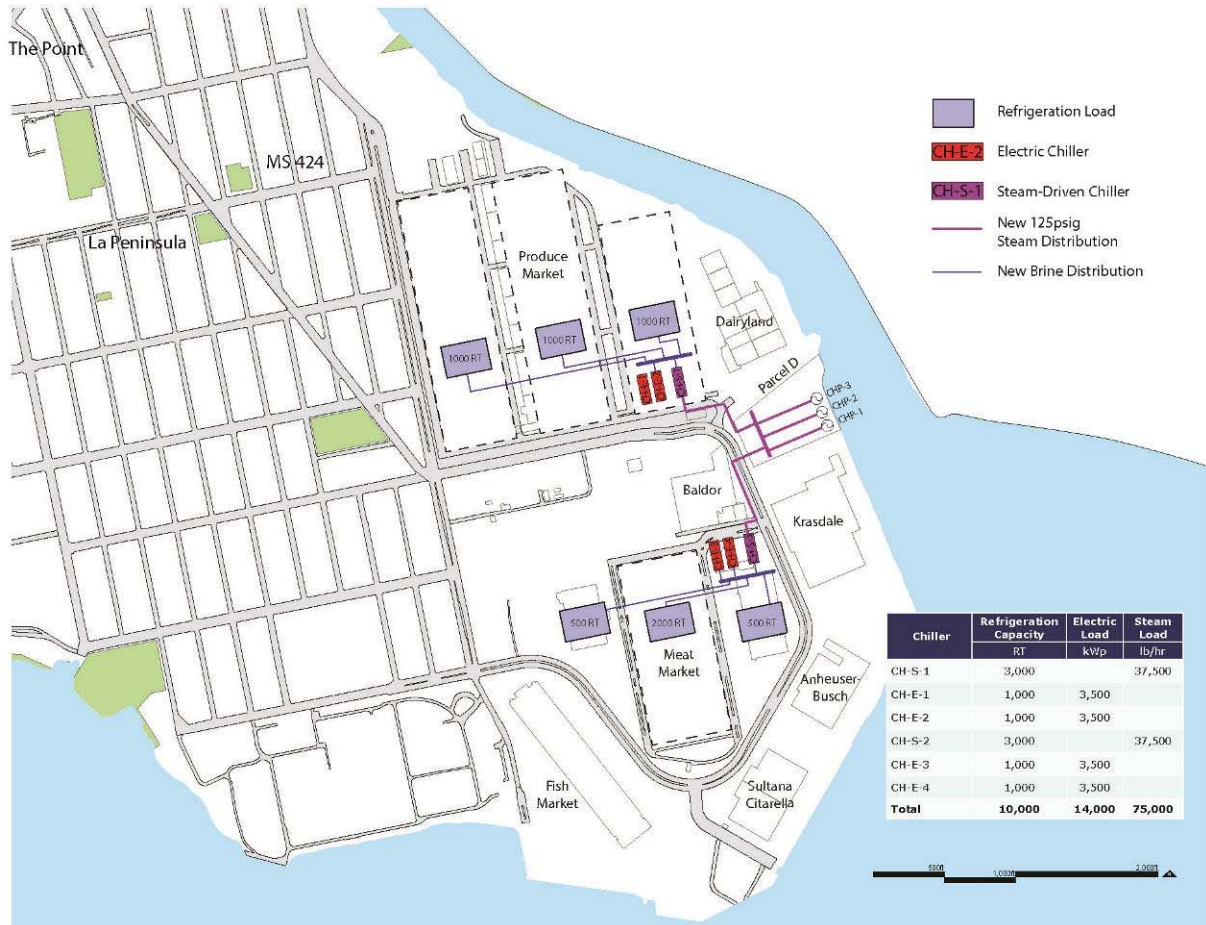 The Point
MS 424
La Peninsula
Produce
Market
Dairyland
Parcel D
CHP-3
CHP-2
CHP-1
1000 RT
1000 RT
1000 RT
Baldor
Krasdale
500 RT
2000 RT
500 RT
Meat
Market
Anheuser-
Busch
Fish
Market
Sultana
Citarella
Refrigeration Load
CH-E-2
Electric Chiller
CH-S-1
Steam-Driven Chiller
New 125psig
Steam Distribution
New Brine Distribution
Chiller Refrigeration Capacity Electric Load Steam Load
RT kWp lb/hr
CH-S-1 3,000 37,500
CH-E-1 1,000 3,500
CH-E-2 1,000 3,500
CH-S-2 3,000 37,500
CH-E-3 1,000 3,500
CH-E-4 1,000 3,500
Total 10,000 14,000 75,000
500ft
1,000ft
2,000ft